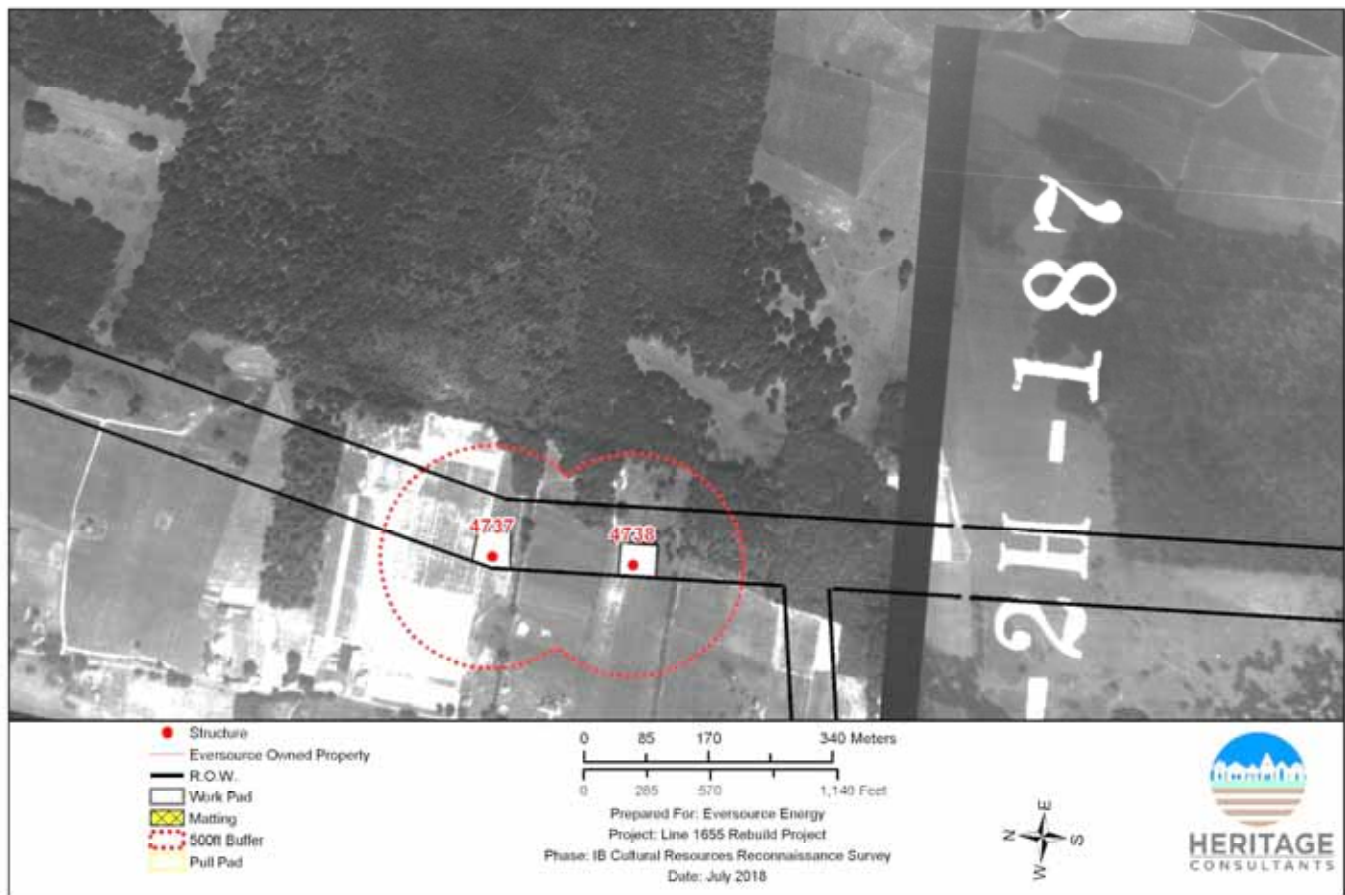 -2H-187
4737
4738
Structure
Eversource Owned Property
R.O.W.
Work Pad
Matting
500ft Buffer
Pull Pad
0 85 170 340 Meters
0 285 570 1,140 Feet
Prepared For: Eversource Energy
Project: Line 1655 Rebuild Project
Phase: IB Cultural Resources Reconnaissance Survey
Date: July 2018
N
E
S
W
HERITAGE
CONSULTANTS